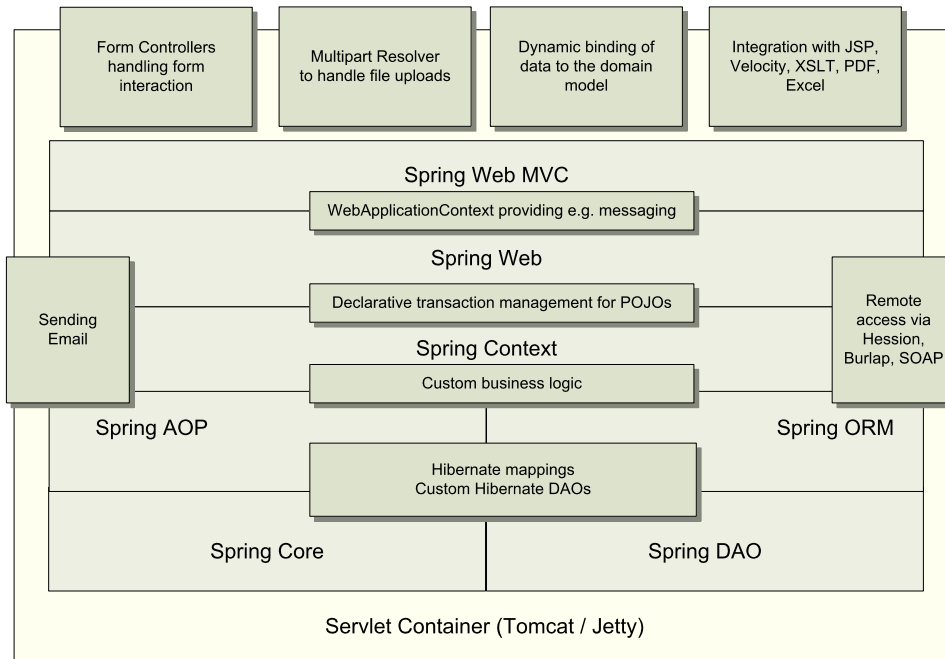 Form Controllers
handling form
interaction
Multipart Resolver
to handle file uploads
Dynamic binding of
data to the domain
model
Integration with JSP,
Velocity, XSLT, PDF,
Excel
Spring Web MVC
WebApplicationContext providing e.g. messaging
Spring Web
Sending
Email
Declarative transaction management for POJOs
Remote
access via
Hession,
Burlap, SOAP
Spring Context
Custom business logic
Spring AOP
Spring ORM
Hibernate mappings
Custom Hibernate DAOs
Spring Core
Spring DAO
Servlet Container (Tomcat / Jetty)